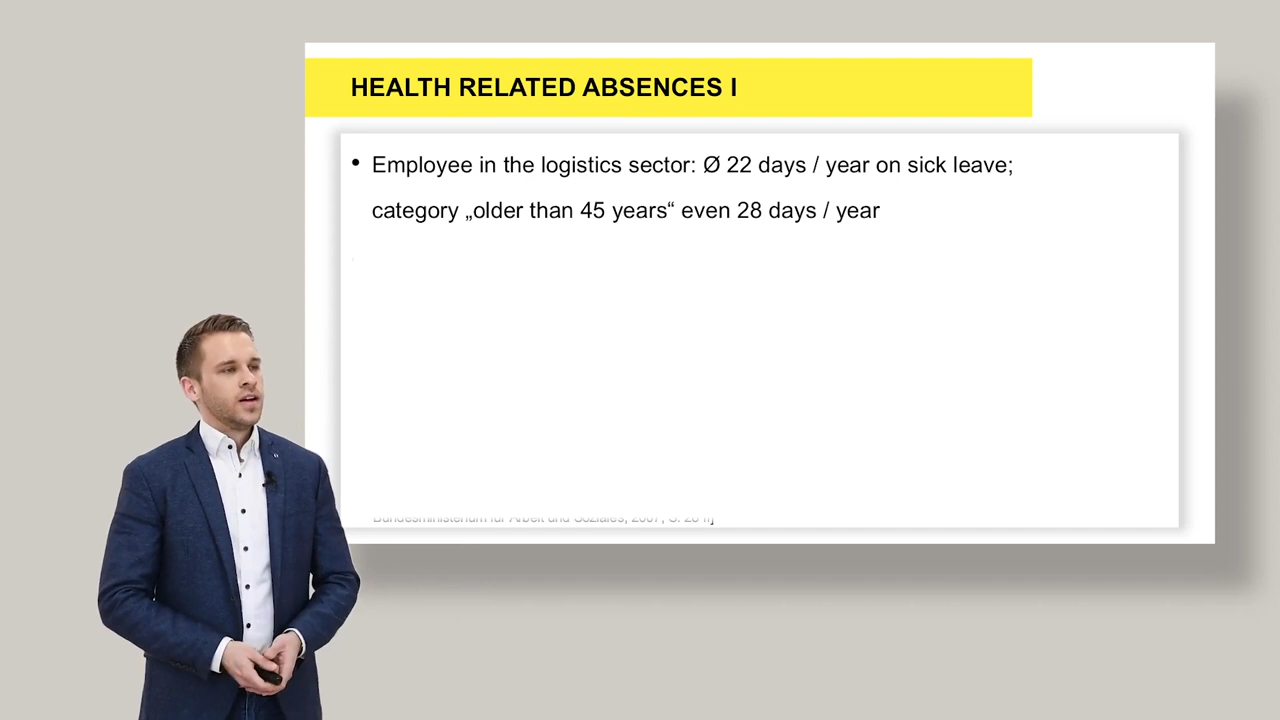 HEALTH RELATED ABSENCES I
• Employee in the logistics sector: Ø 22 days / year on sick leave;
category „older than 45 years“ even 28 days / year